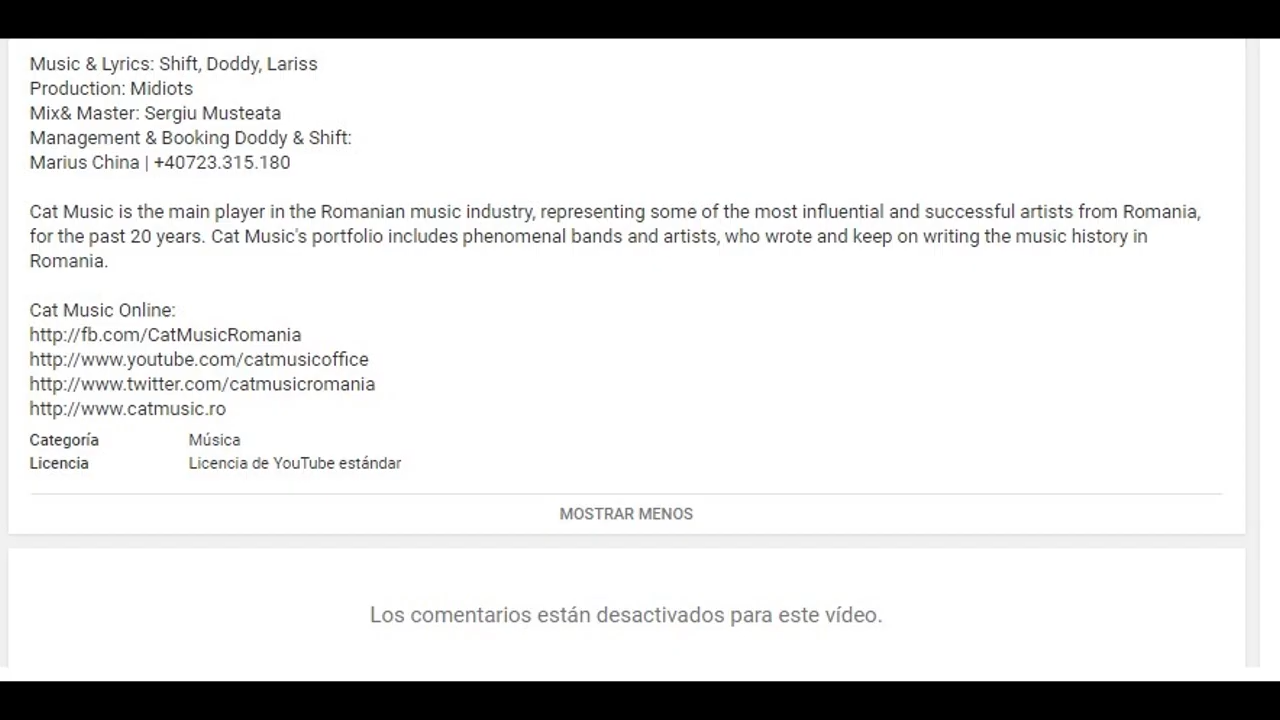 Music & Lyrics: Shift, Doddy, Lariss
Production: Midiots
Mix& Master: Sergiu Musteata
Management & Booking Doddy & Shift:
Marius China | +40723.315.180
Cat Music is the main player in the Romanian music industry, representing some of the most influential and successful artists from Romania,
for the past 20 years. Cat Music's portfolio includes phenomenal bands and artists, who wrote and keep on writing the music history in
Romania.
Cat Music Online:
http://fb.com/CatMusicRomania
http://www.youtube.com/catmusicoffice
http://www.twitter.com/catmusicromania
http://www.catmusic.ro
Categoría Música
Licencia Licencia de YouTube estándar
MOSTRAR MENOS
Los comentarios están desactivados para este vídeo.